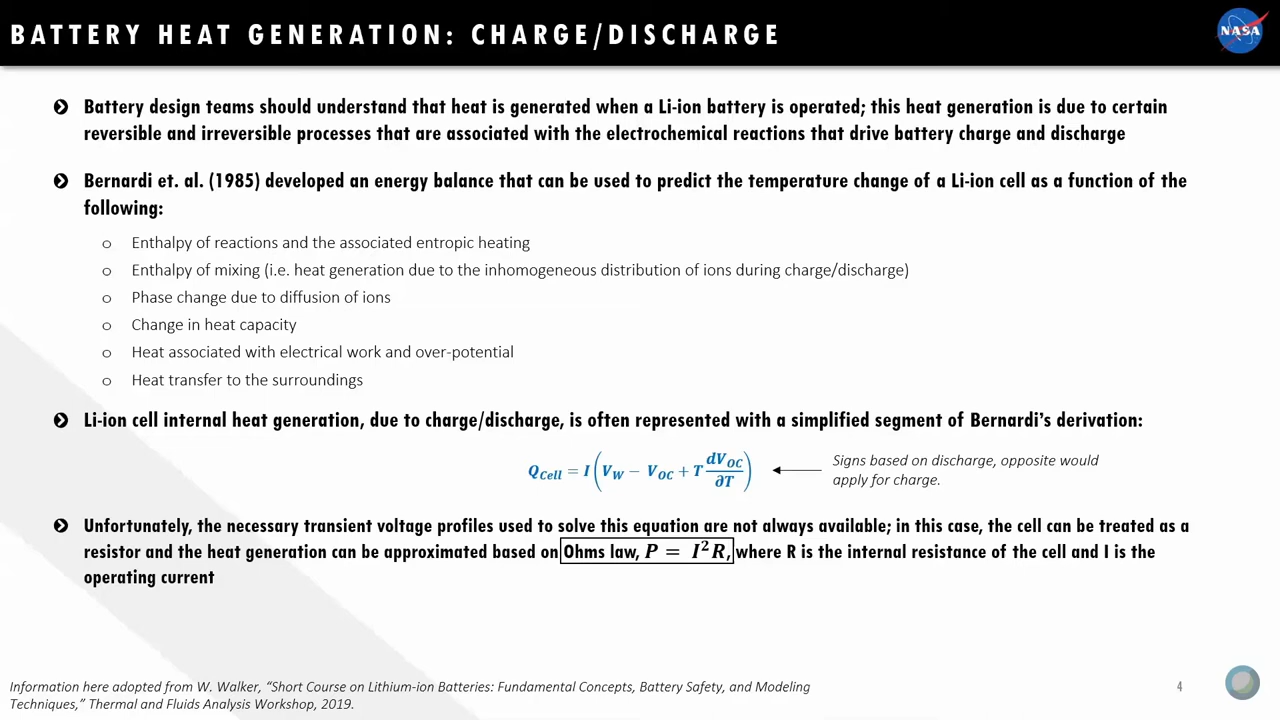 BATTERY HEAT GENERATION: CHARGE/DISCHARGE
NASA
Battery design teams should understand that heat is generated when a Li-ion battery is operated; this heat generation is due to certain
reversible and irreversible processes that are associated with the electrochemical reactions that drive battery charge and discharge
Bernardi et. al. (1985) developed an energy balance that can be used to predict the temperature change of a Li-ion cell as a function of the
following:
o Enthalpy of reactions and the associated entropic heating
o Enthalpy of mixing (i.e. heat generation due to the inhomogeneous distribution of ions during charge/discharge)
o Phase change due to diffusion of ions
o Change in heat capacity
o Heat associated with electrical work and over-potential
o Heat transfer to the surroundings
Li-ion cell internal heat generation, due to charge/discharge, is often represented with a simplified segment of Bernardi's derivation:
Q_Cell = I(V_W − V_OC + T dV_OC/∂T)
Signs based on discharge, opposite would
apply for charge.
Unfortunately, the necessary transient voltage profiles used to solve this equation are not always available; in this case, the cell can be treated as a
resistor and the heat generation can be approximated based on Ohms law, P = I²R, where R is the internal resistance of the cell and I is the
operating current
Information here adopted from W. Walker, “Short Course on Lithium-ion Batteries: Fundamental Concepts, Battery Safety, and Modeling
Techniques,” Thermal and Fluids Analysis Workshop, 2019.
4